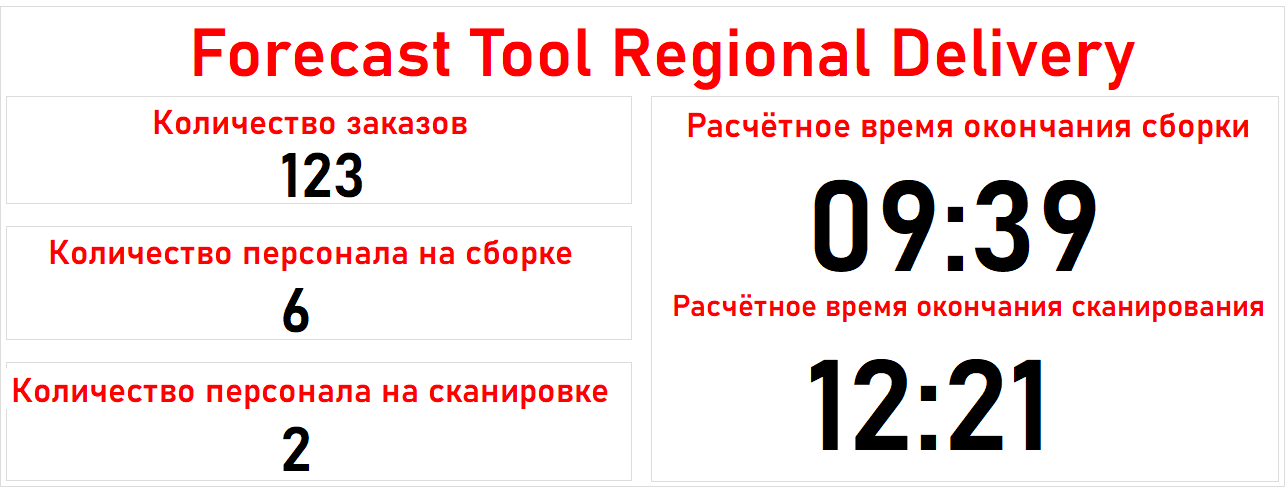 Forecast Tool Regional Delivery
Количество заказов
123
Количество персонала на сборке
6
Количество персонала на сканировке
2
Расчётное время окончания сборки
09:39
Расчётное время окончания сканирования
12:21